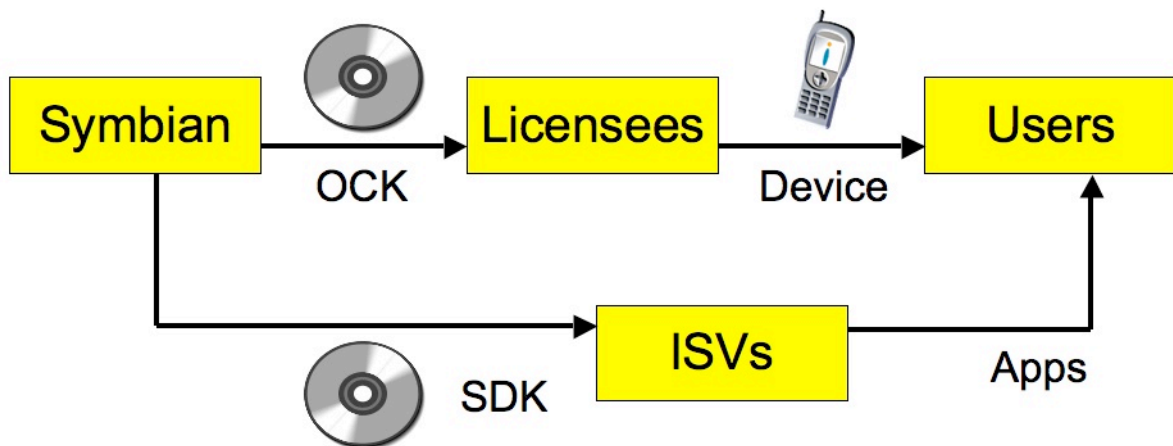 Symbian
Licensees
Users
OCK
Device
ISVs
SDK
Apps